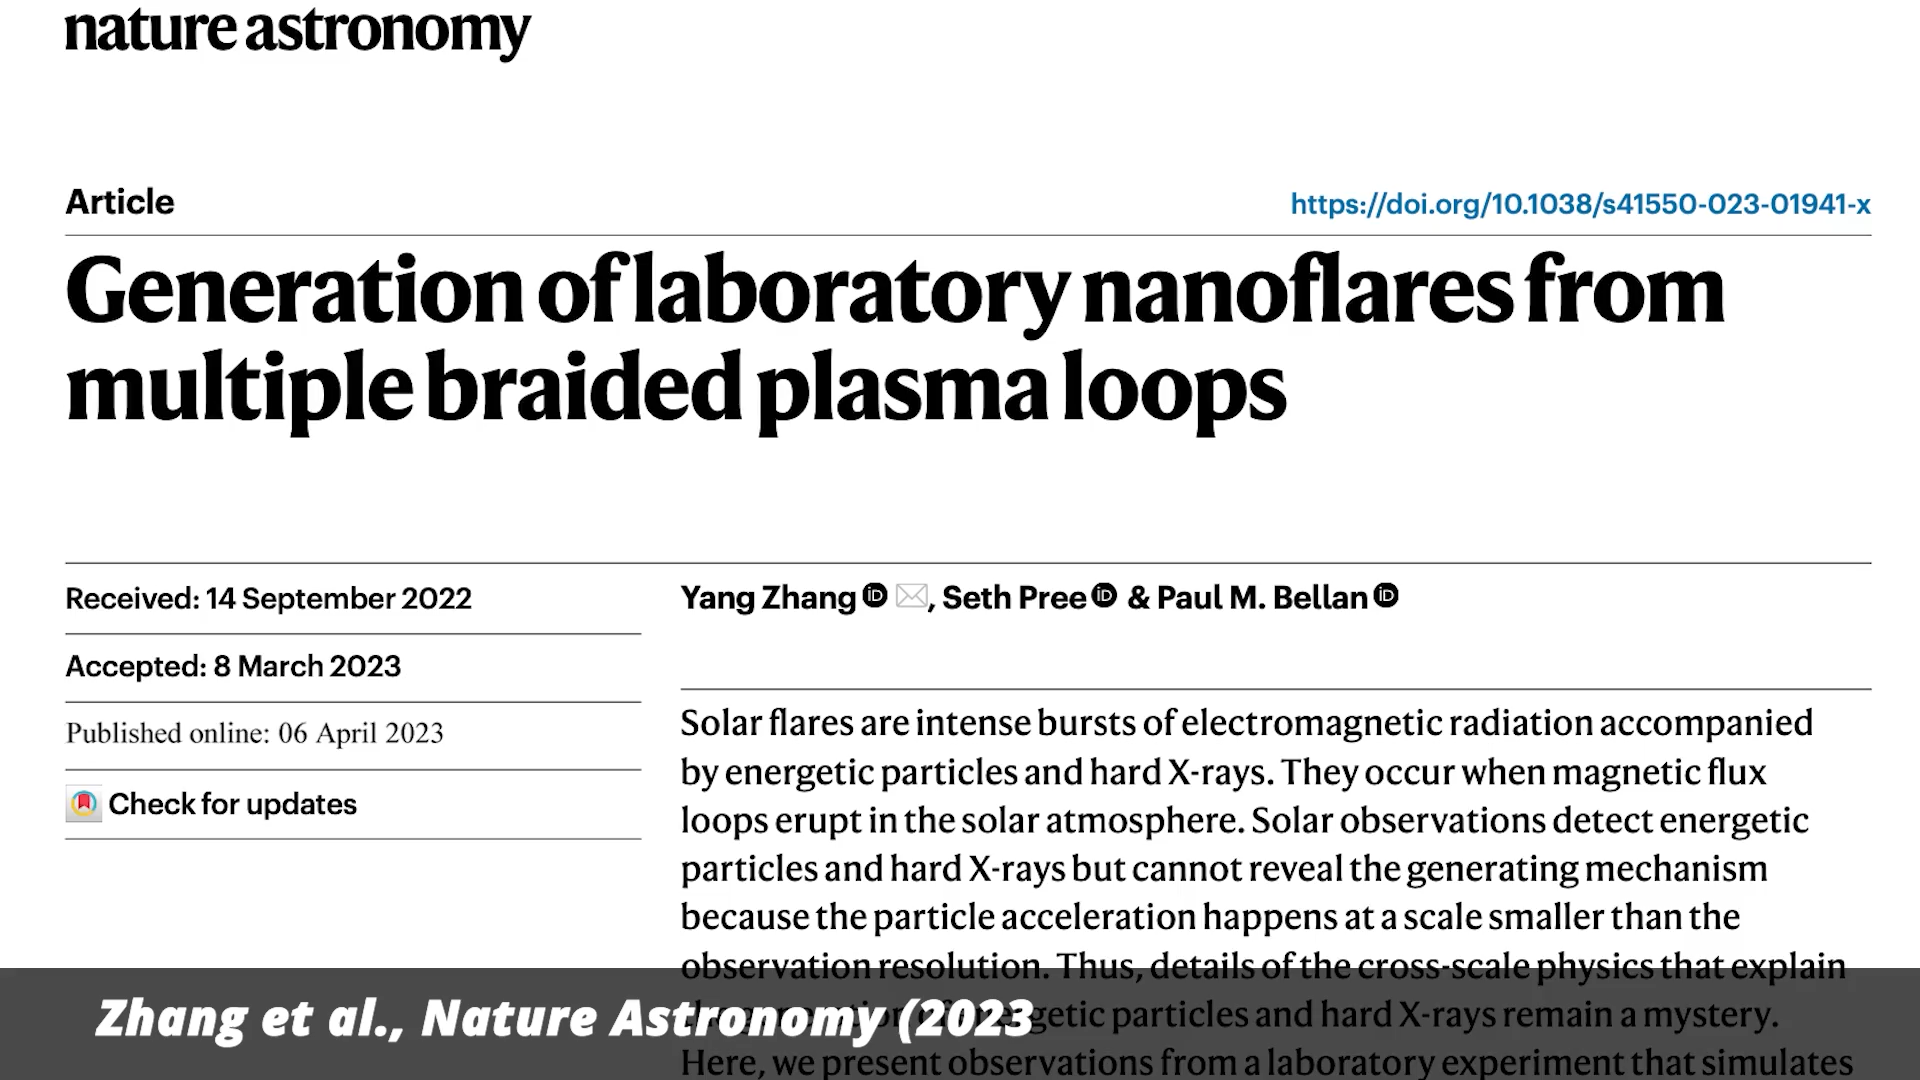 nature astronomy
Article
https://doi.org/10.1038/s41550-023-01941-x
Generation of laboratory nanoflares from
multiple braided plasma loops
Received: 14 September 2022
Accepted: 8 March 2023
Published online: 06 April 2023
Check for updates
Yang Zhang, Seth Pree & Paul M. Bellan
Solar flares are intense bursts of electromagnetic radiation accompanied
by energetic particles and hard X-rays. They occur when magnetic flux
loops erupt in the solar atmosphere. Solar observations detect energetic
particles and hard X-rays but cannot reveal the generating mechanism
because the particle acceleration happens at a scale smaller than the
observation resolution. Thus, details of the cross-scale physics that explain
particles and hard X-rays remain a mystery.
Here, we present observations from a laboratory experiment that simulates
Zhang et al., Nature Astronomy (2023